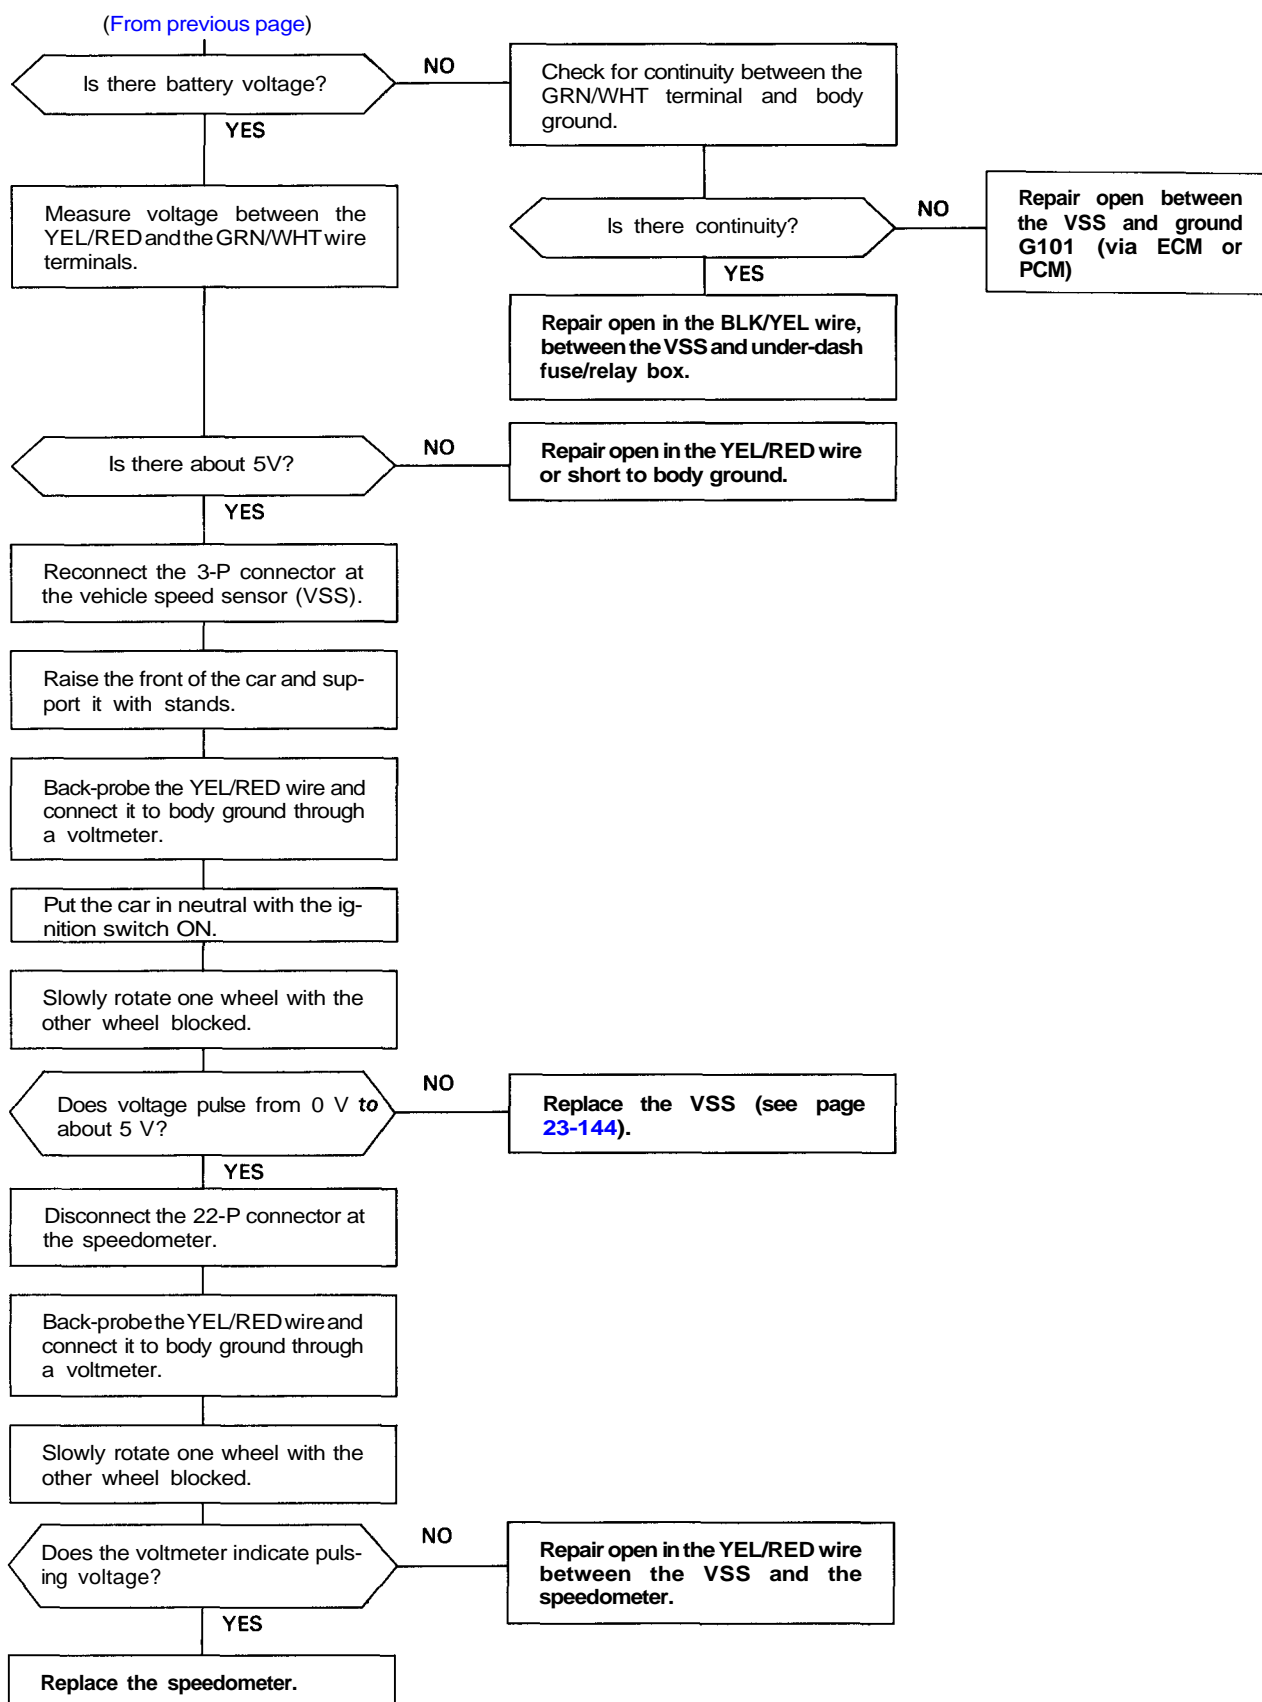 (From previous page)
Is there battery voltage?
NO
Check for continuity between the
GRN/WHT terminal and body
ground.
YES
Measure voltage between the
YEL/RED and the GRN/WHT wire
terminals.
Is there continuity?
NO
Repair open between
the VSS and ground
G101 (via ECM or
PCM)
YES
Repair open in the BLK/YEL wire,
between the VSS and under-dash
fuse/relay box.
Is there about 5V?
NO
Repair open in the YEL/RED wire
or short to body ground.
YES
Reconnect the 3-P connector at
the vehicle speed sensor (VSS).
Raise the front of the car and sup-
port it with stands.
Back-probe the YEL/RED wire and
connect it to body ground through
a voltmeter.
Put the car in neutral with the ig-
nition switch ON.
Slowly rotate one wheel with the
other wheel blocked.
Does voltage pulse from 0 V to
about 5 V?
NO
Replace the VSS (see page
23-144).
YES
Disconnect the 22-P connector at
the speedometer.
Back-probe the YEL/RED wire and
connect it to body ground through
a voltmeter.
Slowly rotate one wheel with the
other wheel blocked.
Does the voltmeter indicate puls-
ing voltage?
NO
Repair open in the YEL/RED wire
between the VSS and the
speedometer.
YES
Replace the speedometer.